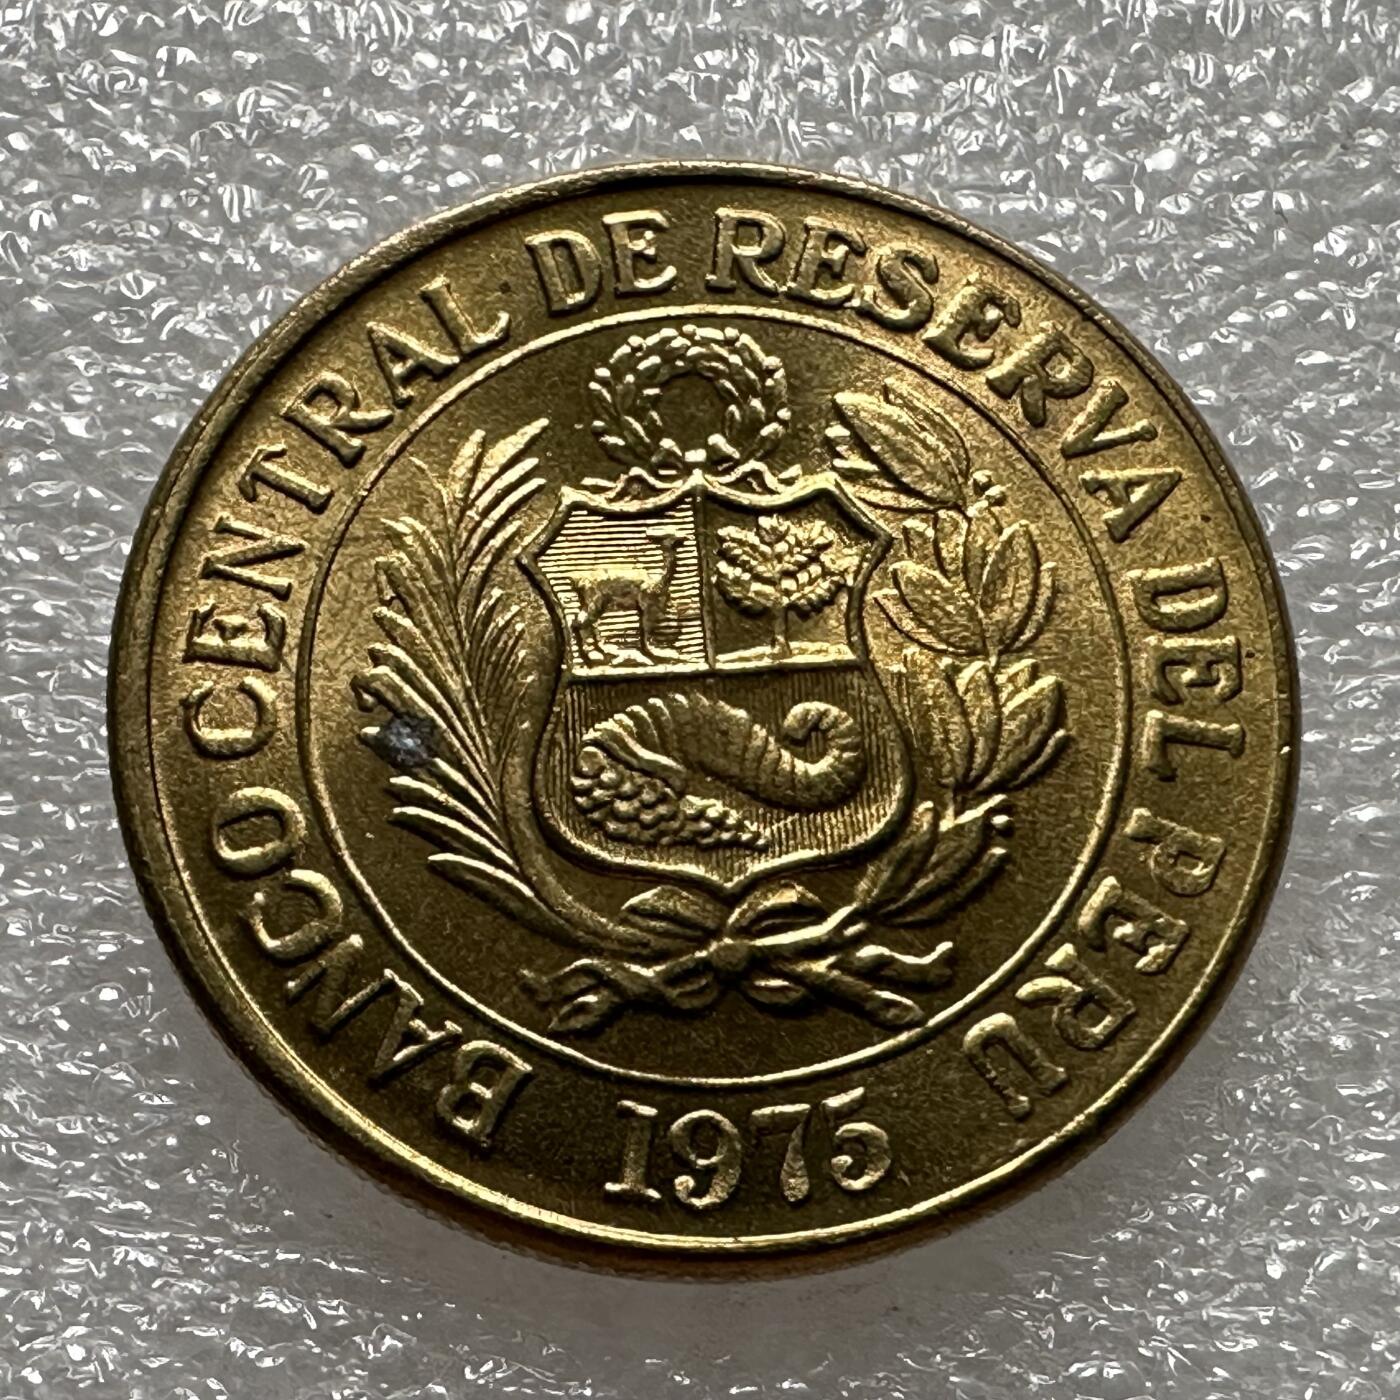 BANCO CENTRAL DE RESERVA DEL PERU
1975